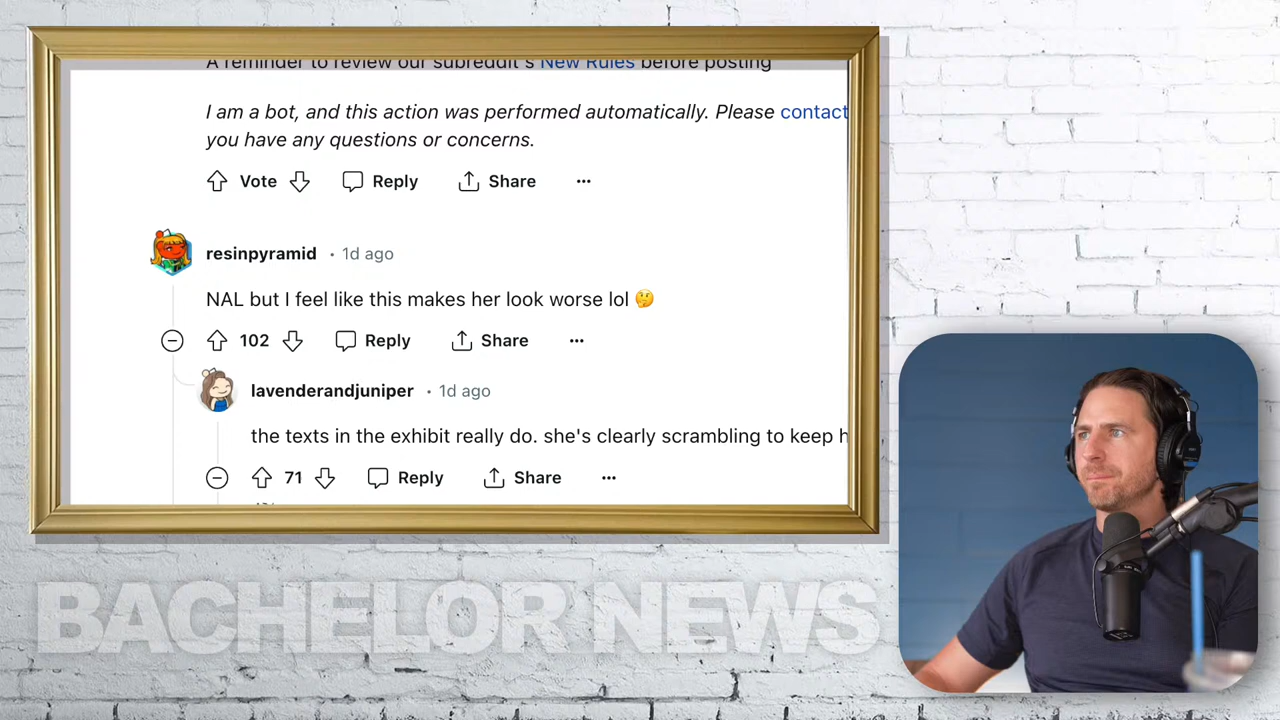 A reminder to review our subreddit's New Rules before posting
I am a bot, and this action was performed automatically. Please contact
you have any questions or concerns.
Vote Reply Share ...
resinpyramid • 1d ago
NAL but I feel like this makes her look worse lol 🤔
102 Reply Share ...
lavenderandjuniper • 1d ago
the texts in the exhibit really do. she's clearly scrambling to keep
71 Reply Share ...
BACHELOR NEWS